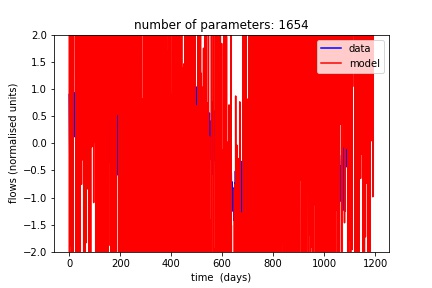 number of parameters: 1654
2.0
1.5
1.0
0.5
0.0
−0.5
−1.0
−1.5
−2.0
flows (normalised units)
data
model
0 200 400 600 800 1000 1200
time (days)